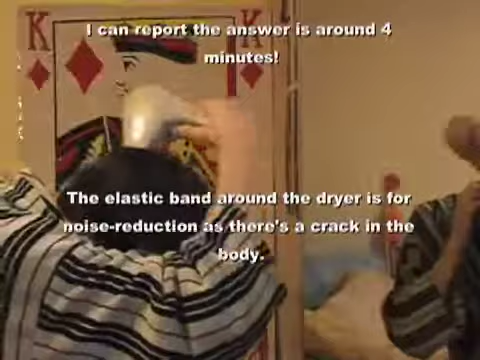 K
K
I can report the answer is around 4
minutes!
The elastic band around the dryer is for
noise-reduction as there's a crack in the
body.